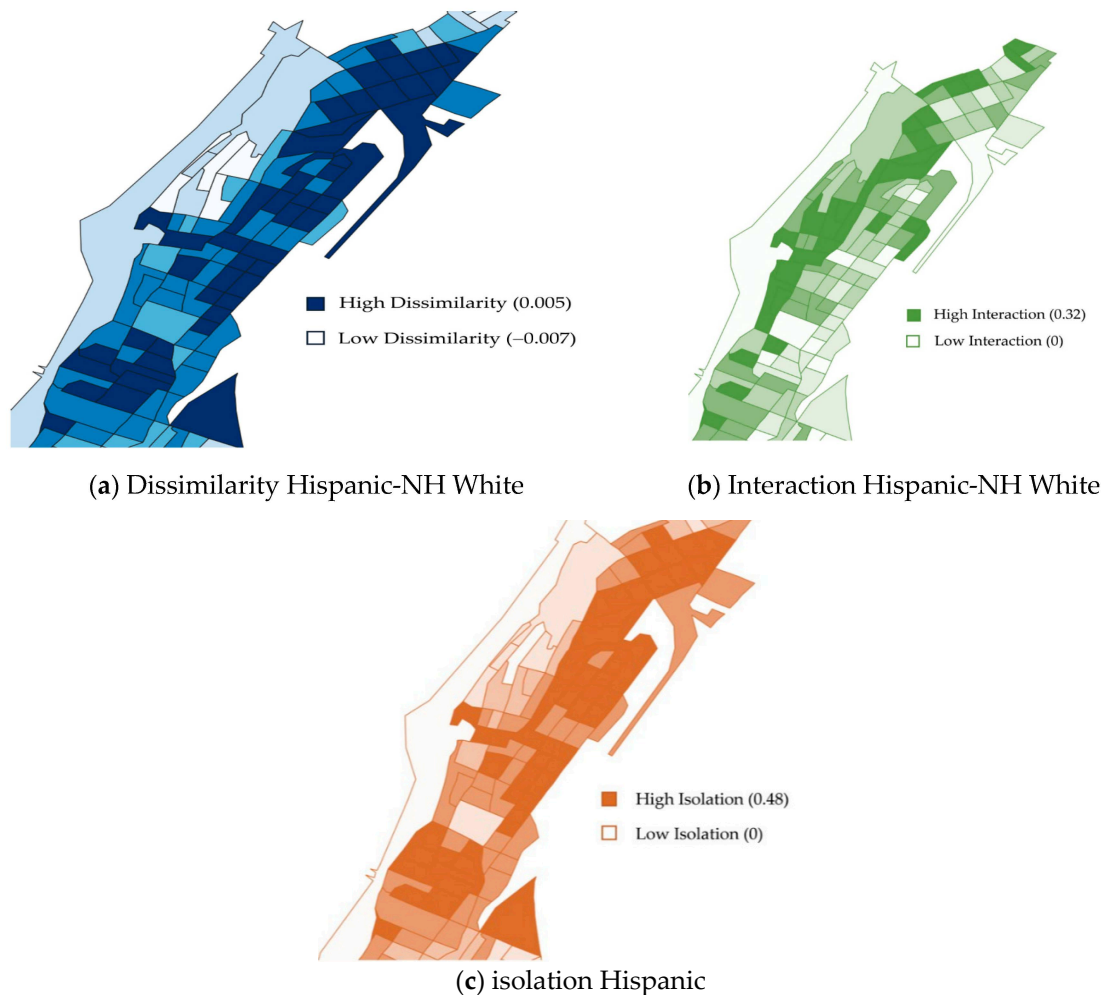 High Dissimilarity (0.005)
Low Dissimilarity (−0.007)
High Interaction (0.32)
Low Interaction (0)
(a) Dissimilarity Hispanic-NH White
(b) Interaction Hispanic-NH White
High Isolation (0.48)
Low Isolation (0)
(c) isolation Hispanic